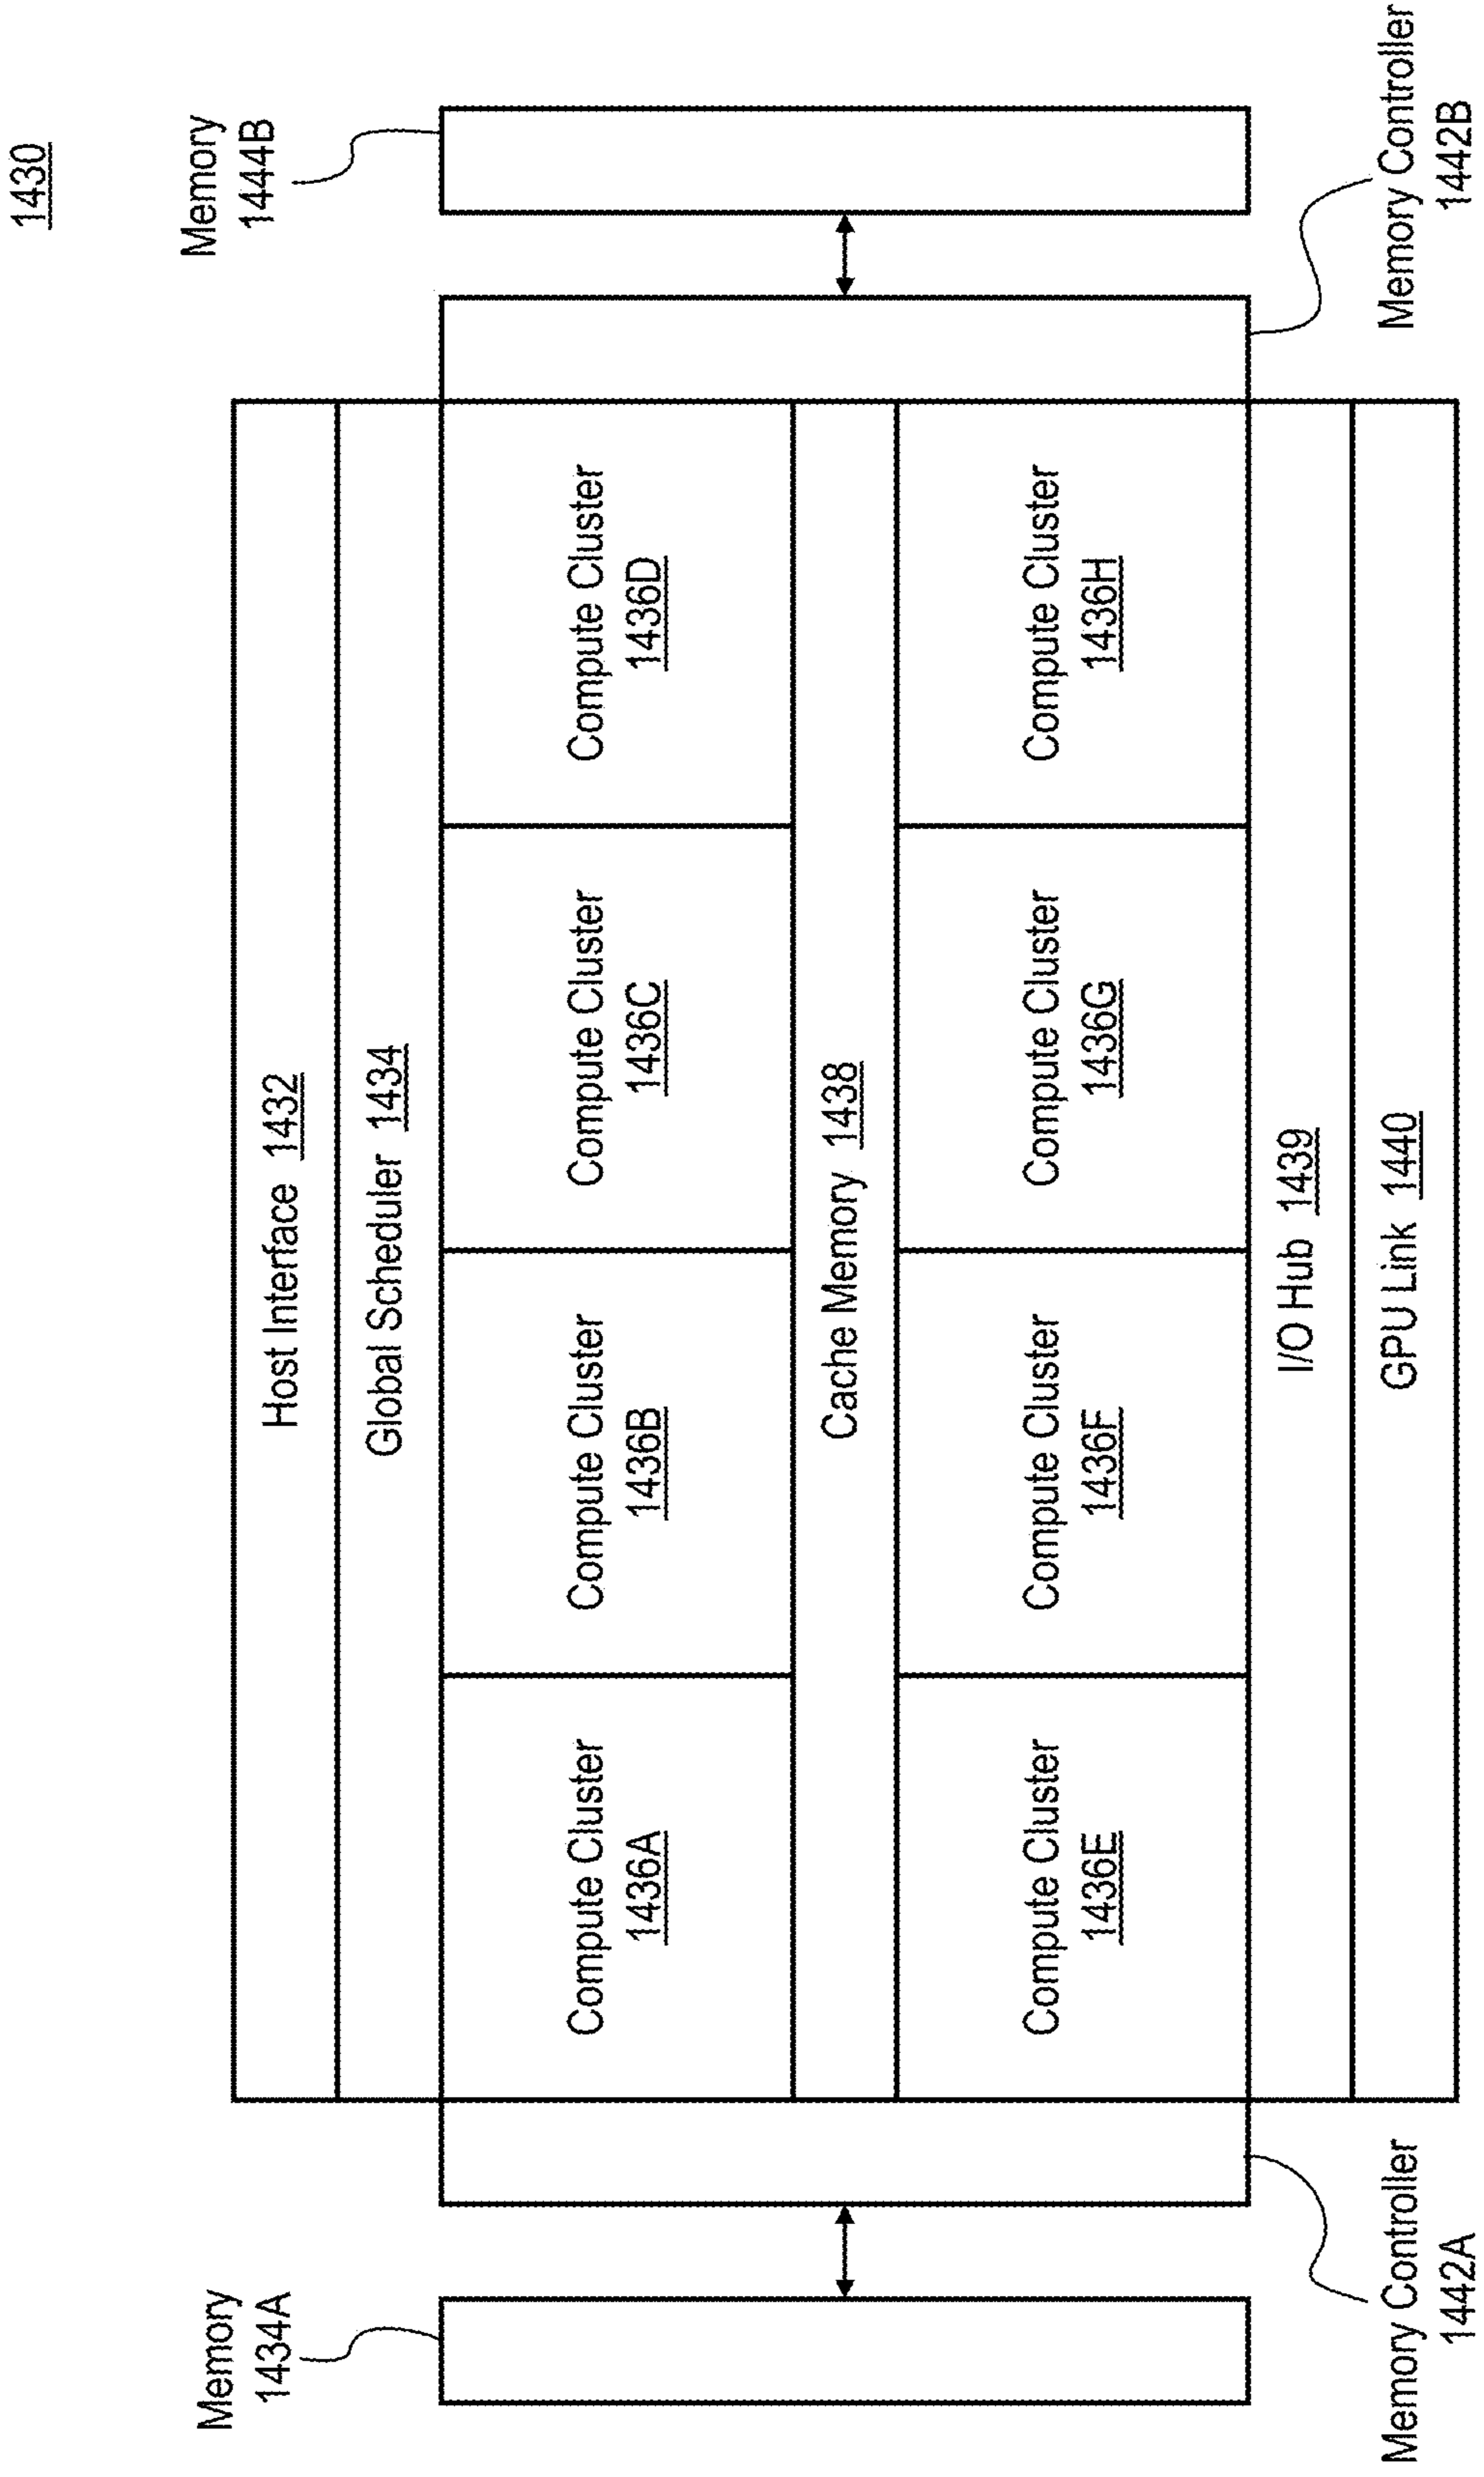 1430
Memory
1434A
Memory
1444B
Host Interface 1432
Global Scheduler 1434
Compute Cluster
1436A
Compute Cluster
1436B
Compute Cluster
1436C
Compute Cluster
1436D
Cache Memory 1438
Compute Cluster
1436E
Compute Cluster
1436F
Compute Cluster
1436G
Compute Cluster
1436H
I/O Hub 1439
GPU Link 1440
Memory Controller
1442A
Memory Controller
1442B